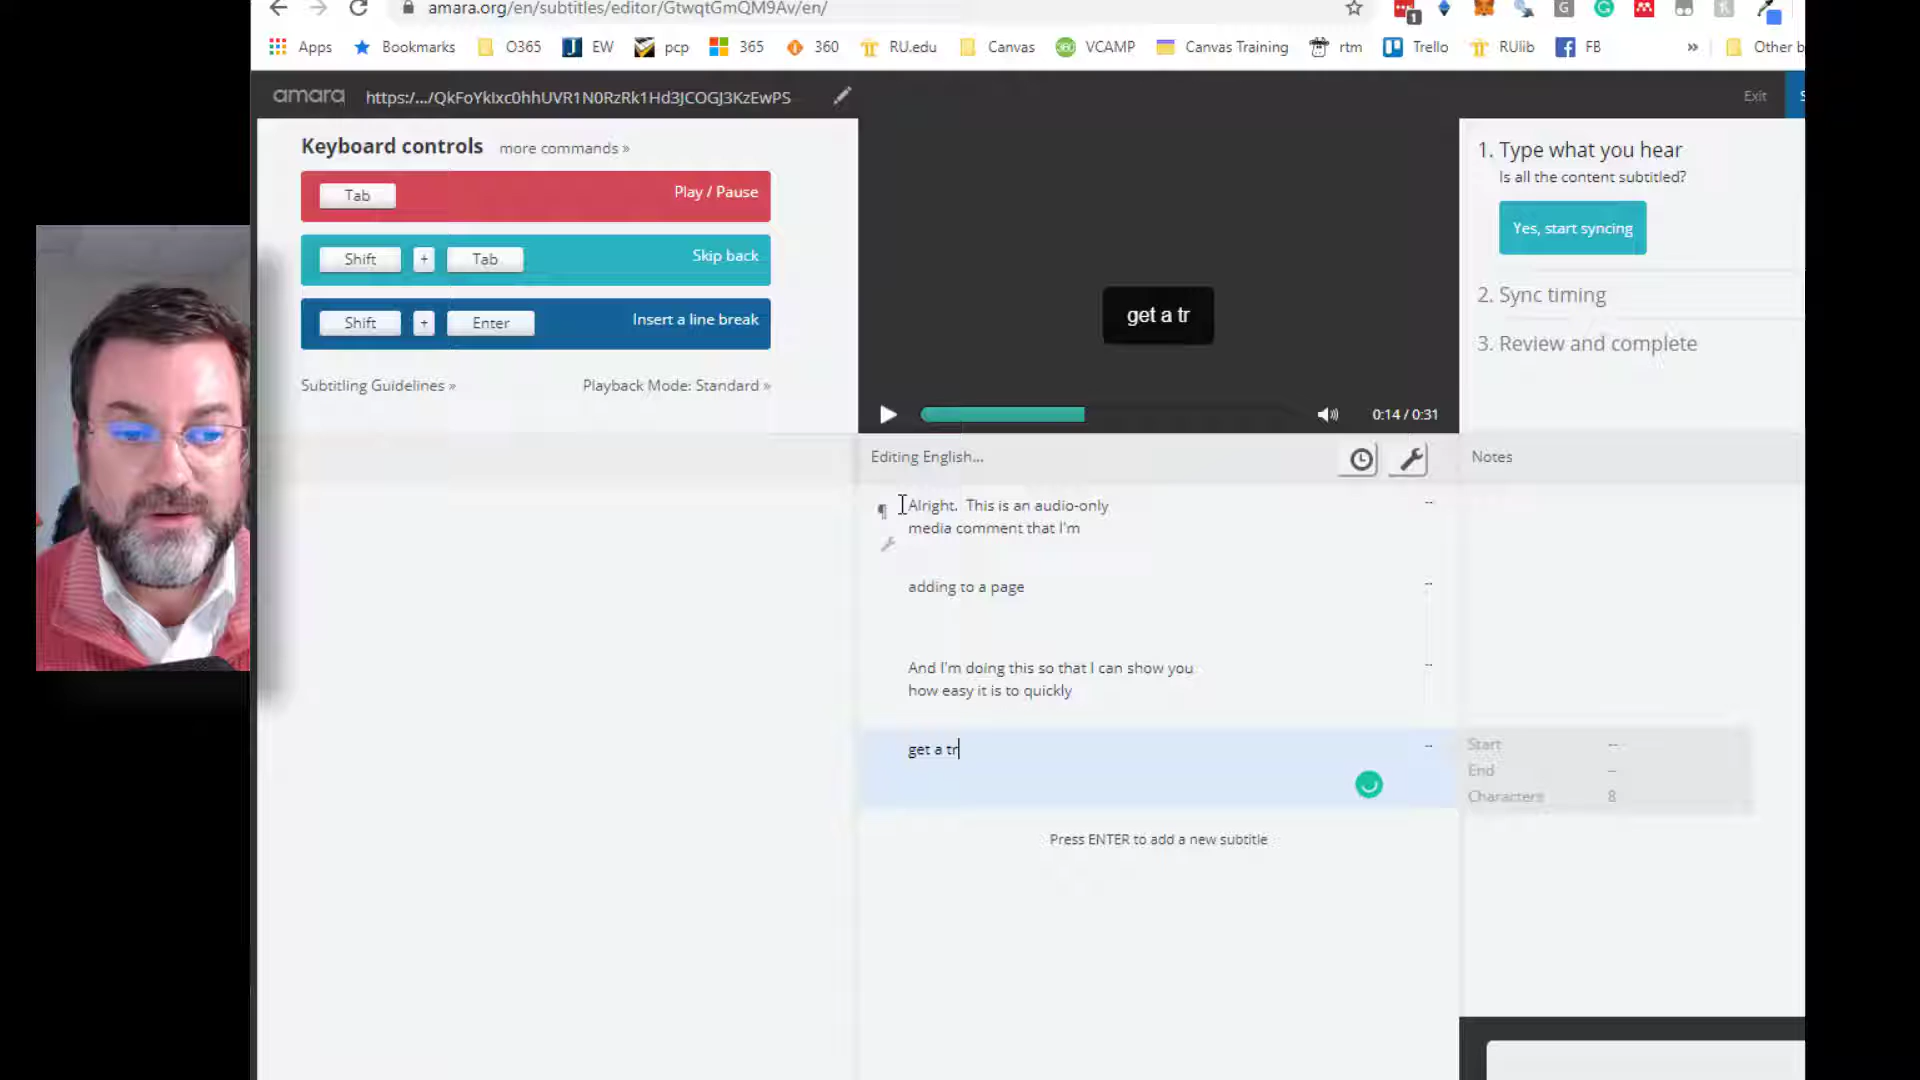 amara.org/en/subtitles/editor/GtwqtGmQM9Av/en/
Apps Bookmarks O365 EW pcp 365 360 RU.edu Canvas VCAMP Canvas Training rtm Trello RUlib FB » Other b
amara https:/.../QkFoYkIxc0hhUVR1N0RzRk1Hd3JCOGJ3KzEwPS Exit S
Keyboard controls more commands »
Tab Play / Pause
Shift + Tab Skip back
Shift + Enter Insert a line break
Subtitling Guidelines » Playback Mode: Standard »
get a tr
0:14 / 0:31
1. Type what you hear
Is all the content subtitled?
Yes, start syncing
2. Sync timing
3. Review and complete
Editing English...
Notes
¶ Alright.  This is an audio-only --
media comment that I'm
adding to a page --
And I'm doing this so that I can show you --
how easy it is to quickly
get a tr --
Start --
End --
Characters 8
Press ENTER to add a new subtitle